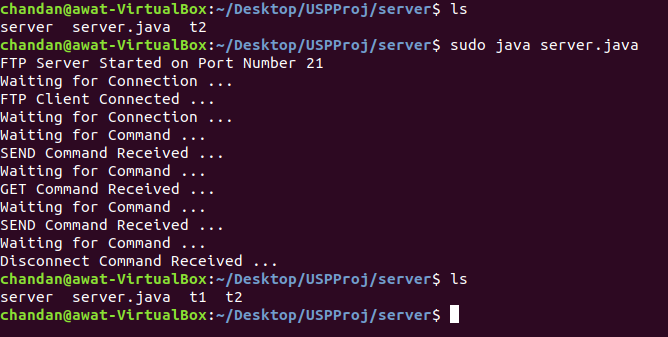 chandan@awat-VirtualBox:~/Desktop/USPProj/server$ ls
server  server.java  t2
chandan@awat-VirtualBox:~/Desktop/USPProj/server$ sudo java server.java
FTP Server Started on Port Number 21
Waiting for Connection ...
FTP Client Connected ...
Waiting for Connection ...
Waiting for Command ...
SEND Command Received ...
Waiting for Command ...
GET Command Received ...
Waiting for Command ...
SEND Command Received ...
Waiting for Command ...
Disconnect Command Received ...
chandan@awat-VirtualBox:~/Desktop/USPProj/server$ ls
server  server.java  t1  t2
chandan@awat-VirtualBox:~/Desktop/USPProj/server$